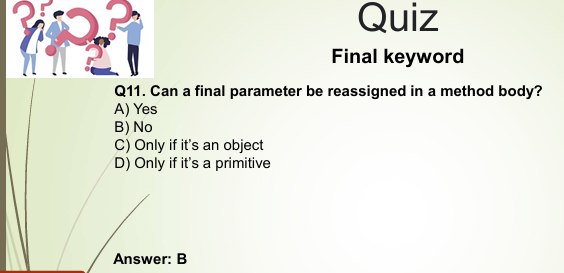 Quiz
Final keyword
Q11. Can a final parameter be reassigned in a method body?
A) Yes
B) No
C) Only if it’s an object
D) Only if it’s a primitive
Answer: B